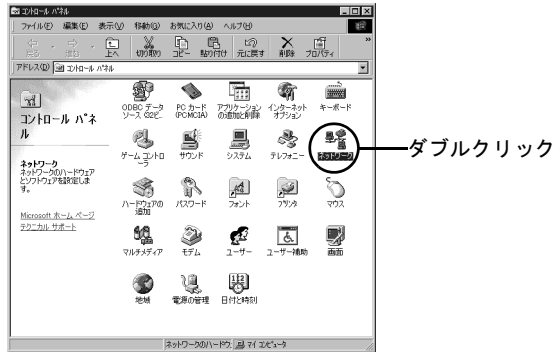 コントロール パネル
ファイル(F) 編集(E) 表示(V) 移動(G) お気に入り(A) ヘルプ(H)
戻る 進む 上へ 切り取り コピー 貼り付け 元に戻す 削除 プロパティ »
アドレス(D) コントロール パネル
コントロール パネ
ル
ネットワーク
ネットワークのハードウェア
とソフトウェアを設定しま
す。
Microsoft ホーム ページ
テクニカル サポート
ODBC データ ソース (32ビ...
PC カード (PCMCIA)
アプリケーションの追加と削除
インターネット オプション
キーボード
ゲーム コントローラ
サウンド
システム
テレフォニー
ネットワーク
ダブルクリック
ハードウェアの追加
パスワード
フォント
プリンタ
マウス
マルチメディア
モデム
ユーザー
ユーザー補助
画面
地域
電源の管理
日付と時刻
ネットワークのハードウ
マイ コンピュータ